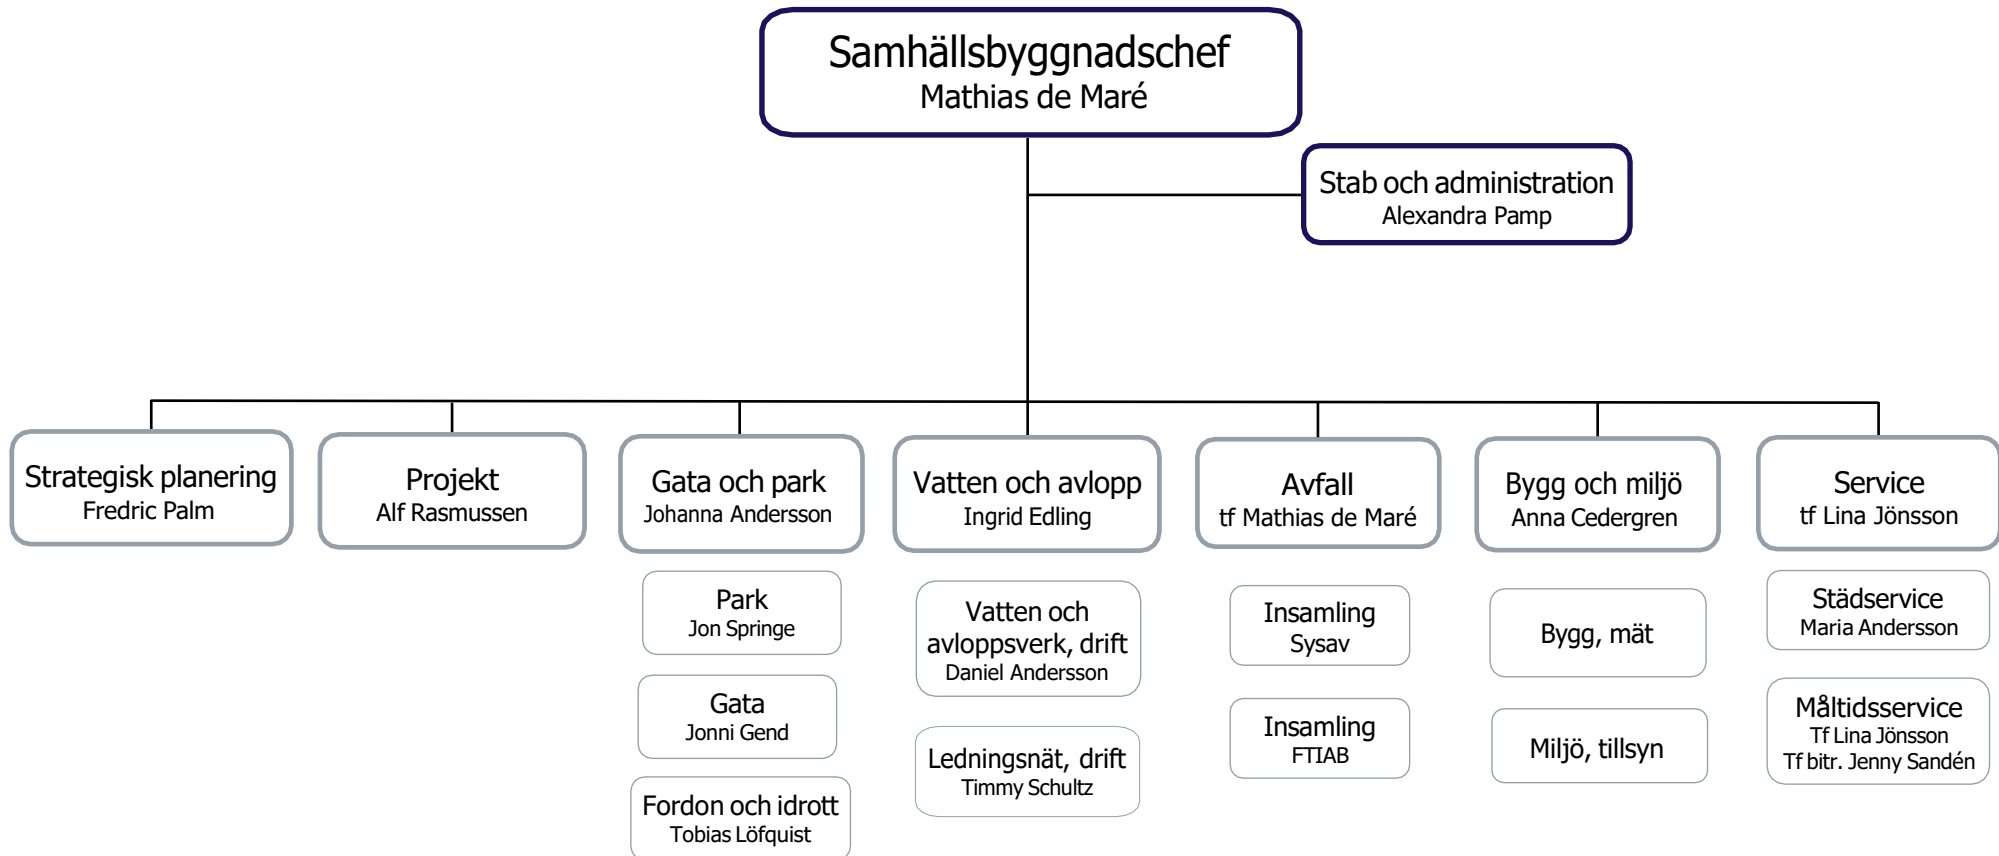 Samhällsbyggnadschef
Mathias de Maré
Stab och administration
Alexandra Pamp
Strategisk planering
Fredric Palm
Projekt
Alf Rasmussen
Gata och park
Johanna Andersson
Park
Jon Springe
Gata
Jonni Gend
Fordon och idrott
Tobias Löfquist
Vatten och avlopp
Ingrid Edling
Vatten och
avloppsverk, drift
Daniel Andersson
Ledningsnät, drift
Timmy Schultz
Avfall
tf Mathias de Maré
Insamling
Sysav
Insamling
FTIAB
Bygg och miljö
Anna Cedergren
Bygg, mät
Miljö, tillsyn
Service
tf Lina Jönsson
Städservice
Maria Andersson
Måltidsservice
Tf Lina Jönsson
Tf bitr. Jenny Sandén